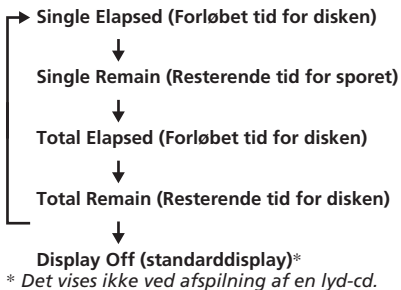 Single Elapsed (Forløbet tid for disken)
Single Remain (Resterende tid for sporet)
Total Elapsed (Forløbet tid for disken)
Total Remain (Resterende tid for disken)
Display Off (standarddisplay)*
* Det vises ikke ved afspilning af en lyd-cd.